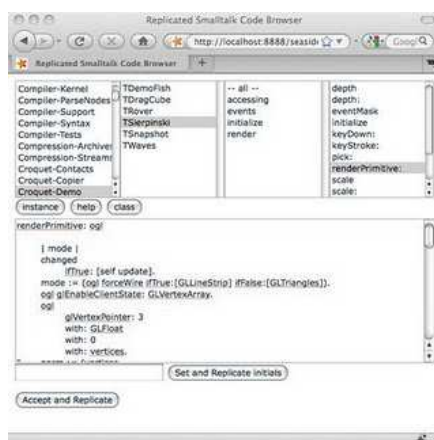 Replicated Smalltalk Code Browser
http://localhost:8888/seaside
Google
Replicated Smalltalk Code Browser
+
Compiler-Kernel
Compiler-ParseNodes
Compiler-Support
Compiler-Syntax
Compiler-Tests
Compression-Archives
Compression-Streams
Croquet-Contacts
Croquet-Copier
Croquet-Demo
TDemoFish
TDragCube
TRover
TSierpinski
TSnapshot
TWaves
-- all --
accessing
events
initialize
render
depth
depth:
eventMask
initialize
keyDown:
keyStroke:
pick:
renderPrimitive:
scale
scale:
instance help class
renderPrimitive: ogl
| mode |
changed
ifTrue: [self update].
mode := (ogl forceWire ifTrue:[GLLineStrip] ifFalse:[GLTriangles]).
ogl glEnableClientState: GLVertexArray.
ogl
glVertexPointer: 3
with: GLFloat
with: 0
with: vertices.
Set and Replicate initials
Accept and Replicate